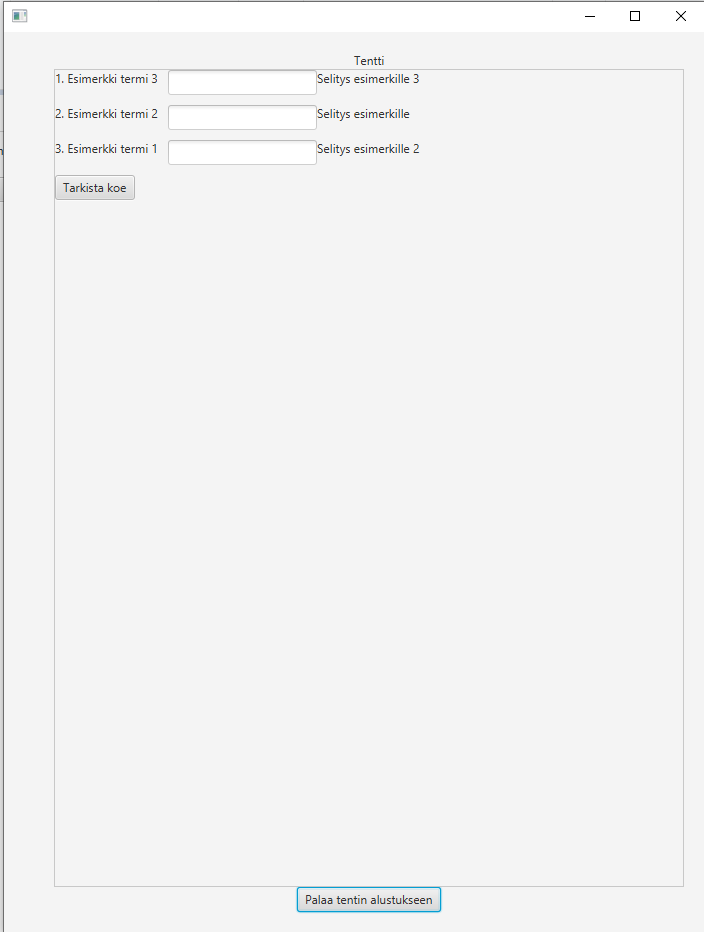 Tentti
1. Esimerkki termi 3 Selitys esimerkille 3
2. Esimerkki termi 2 Selitys esimerkille
3. Esimerkki termi 1 Selitys esimerkille 2
Tarkista koe
Palaa tentin alustukseen